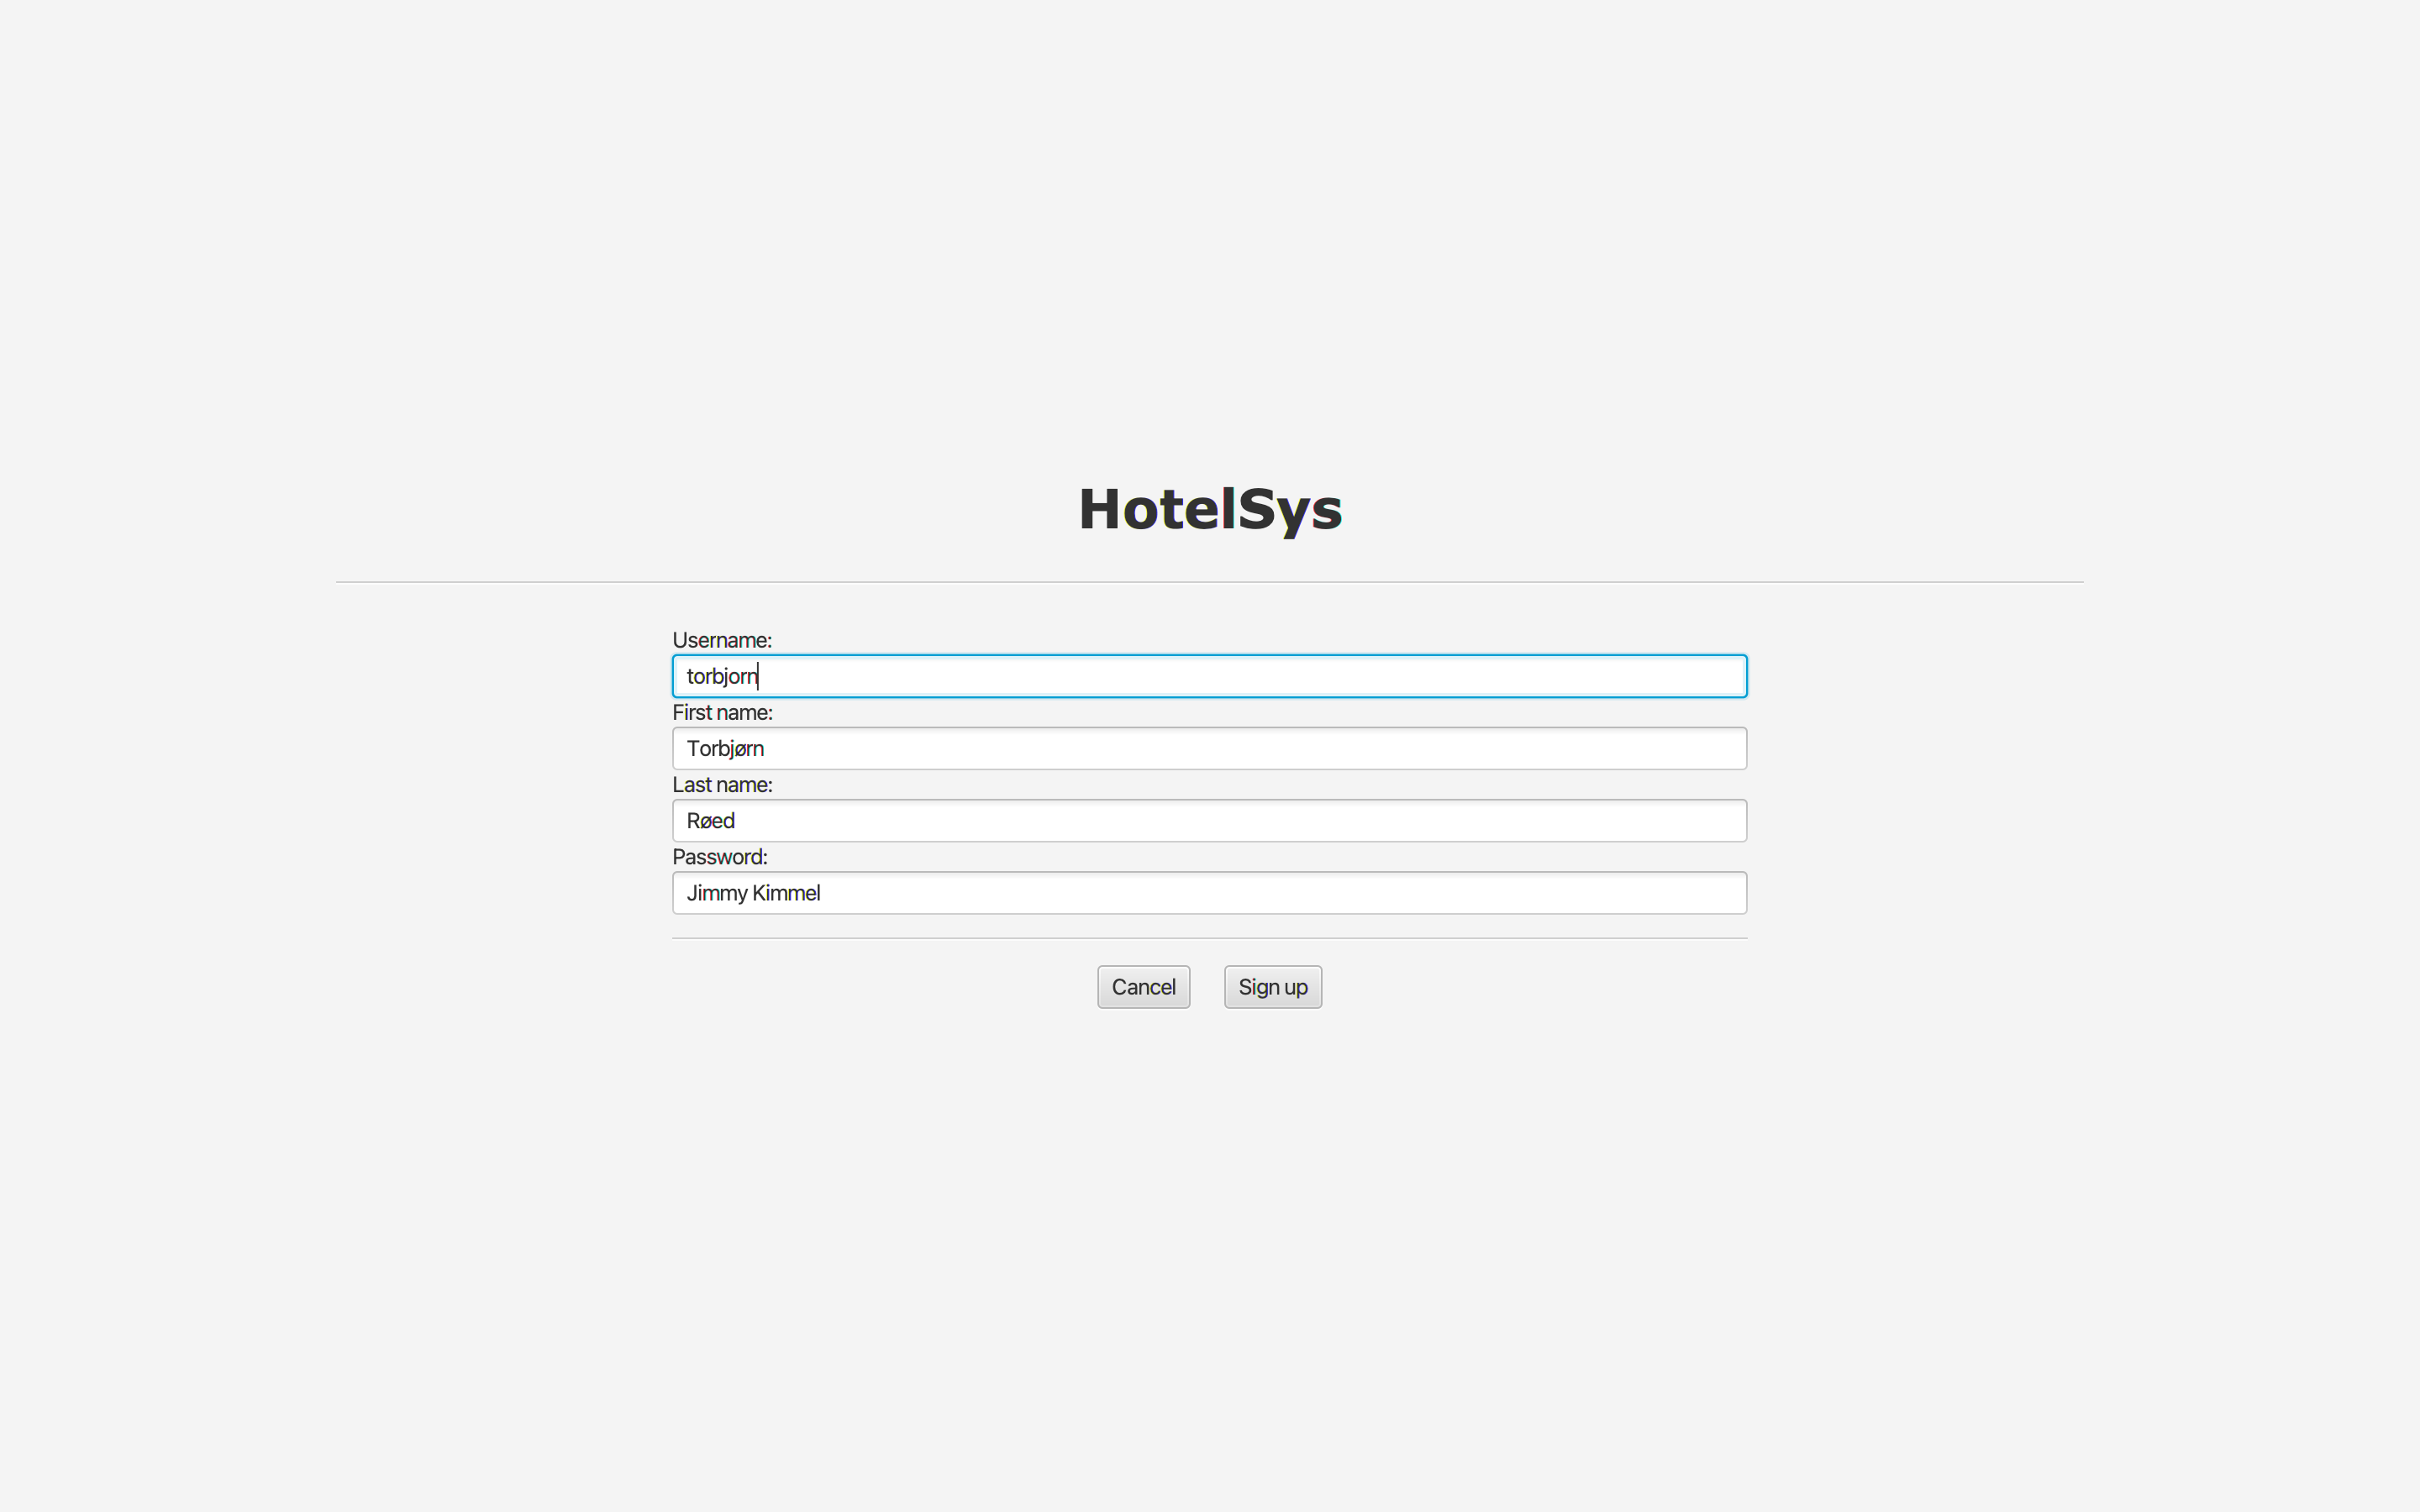 HotelSys
Username:
torbjorn
First name:
Torbjørn
Last name:
Røed
Password:
Jimmy Kimmel
Cancel Sign up